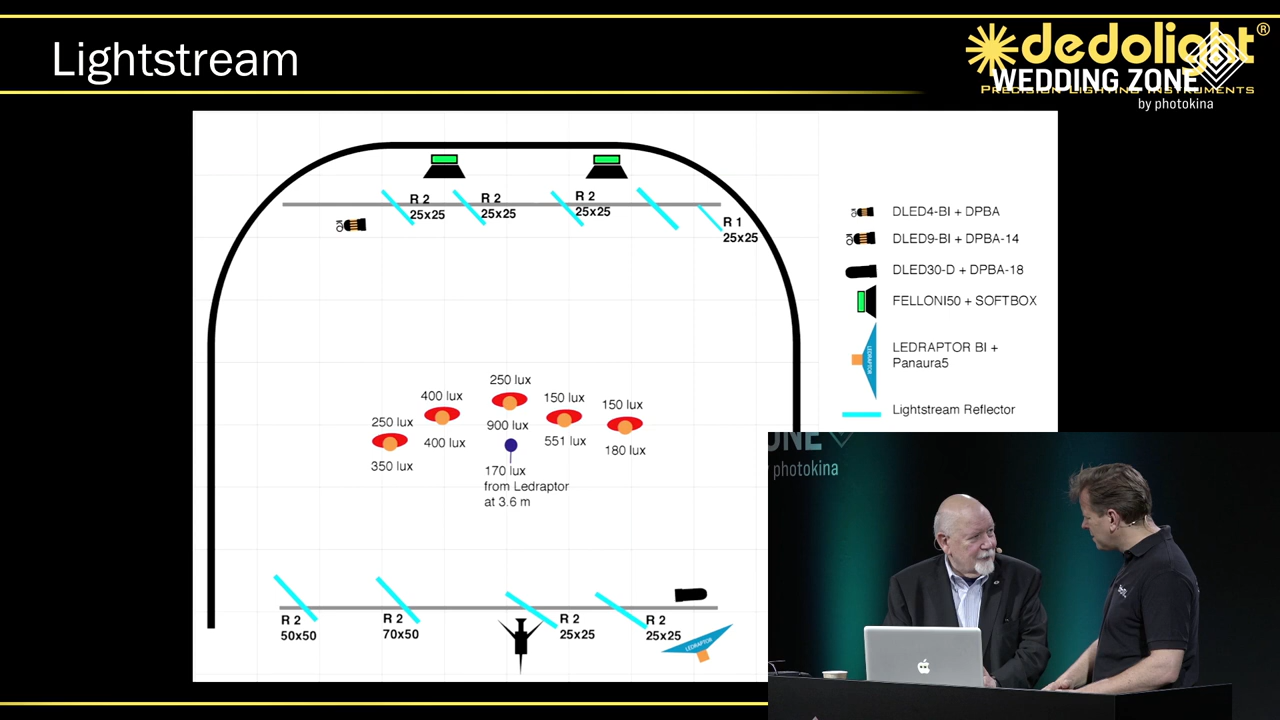 Lightstream
dedolight®
PRECISION LIGHTING INSTRUMENTS
WEDDING ZONE
by photokina
R 2
25x25
R 2
25x25
R 2
25x25
R 1
25x25
DLED4-BI + DPBA
DLED9-BI + DPBA-14
DLED30-D + DPBA-18
FELLONI50 + SOFTBOX
LEDRAPTOR
LEDRAPTOR BI +
Panaura5
Lightstream Reflector
250 lux
400 lux
150 lux
150 lux
250 lux
900 lux
400 lux
551 lux
180 lux
350 lux
170 lux
from Ledraptor
at 3.6 m
R 2
50x50
R 2
70x50
R 2
25x25
R 2
25x25
LEDRAPTOR
ONE
by photokina